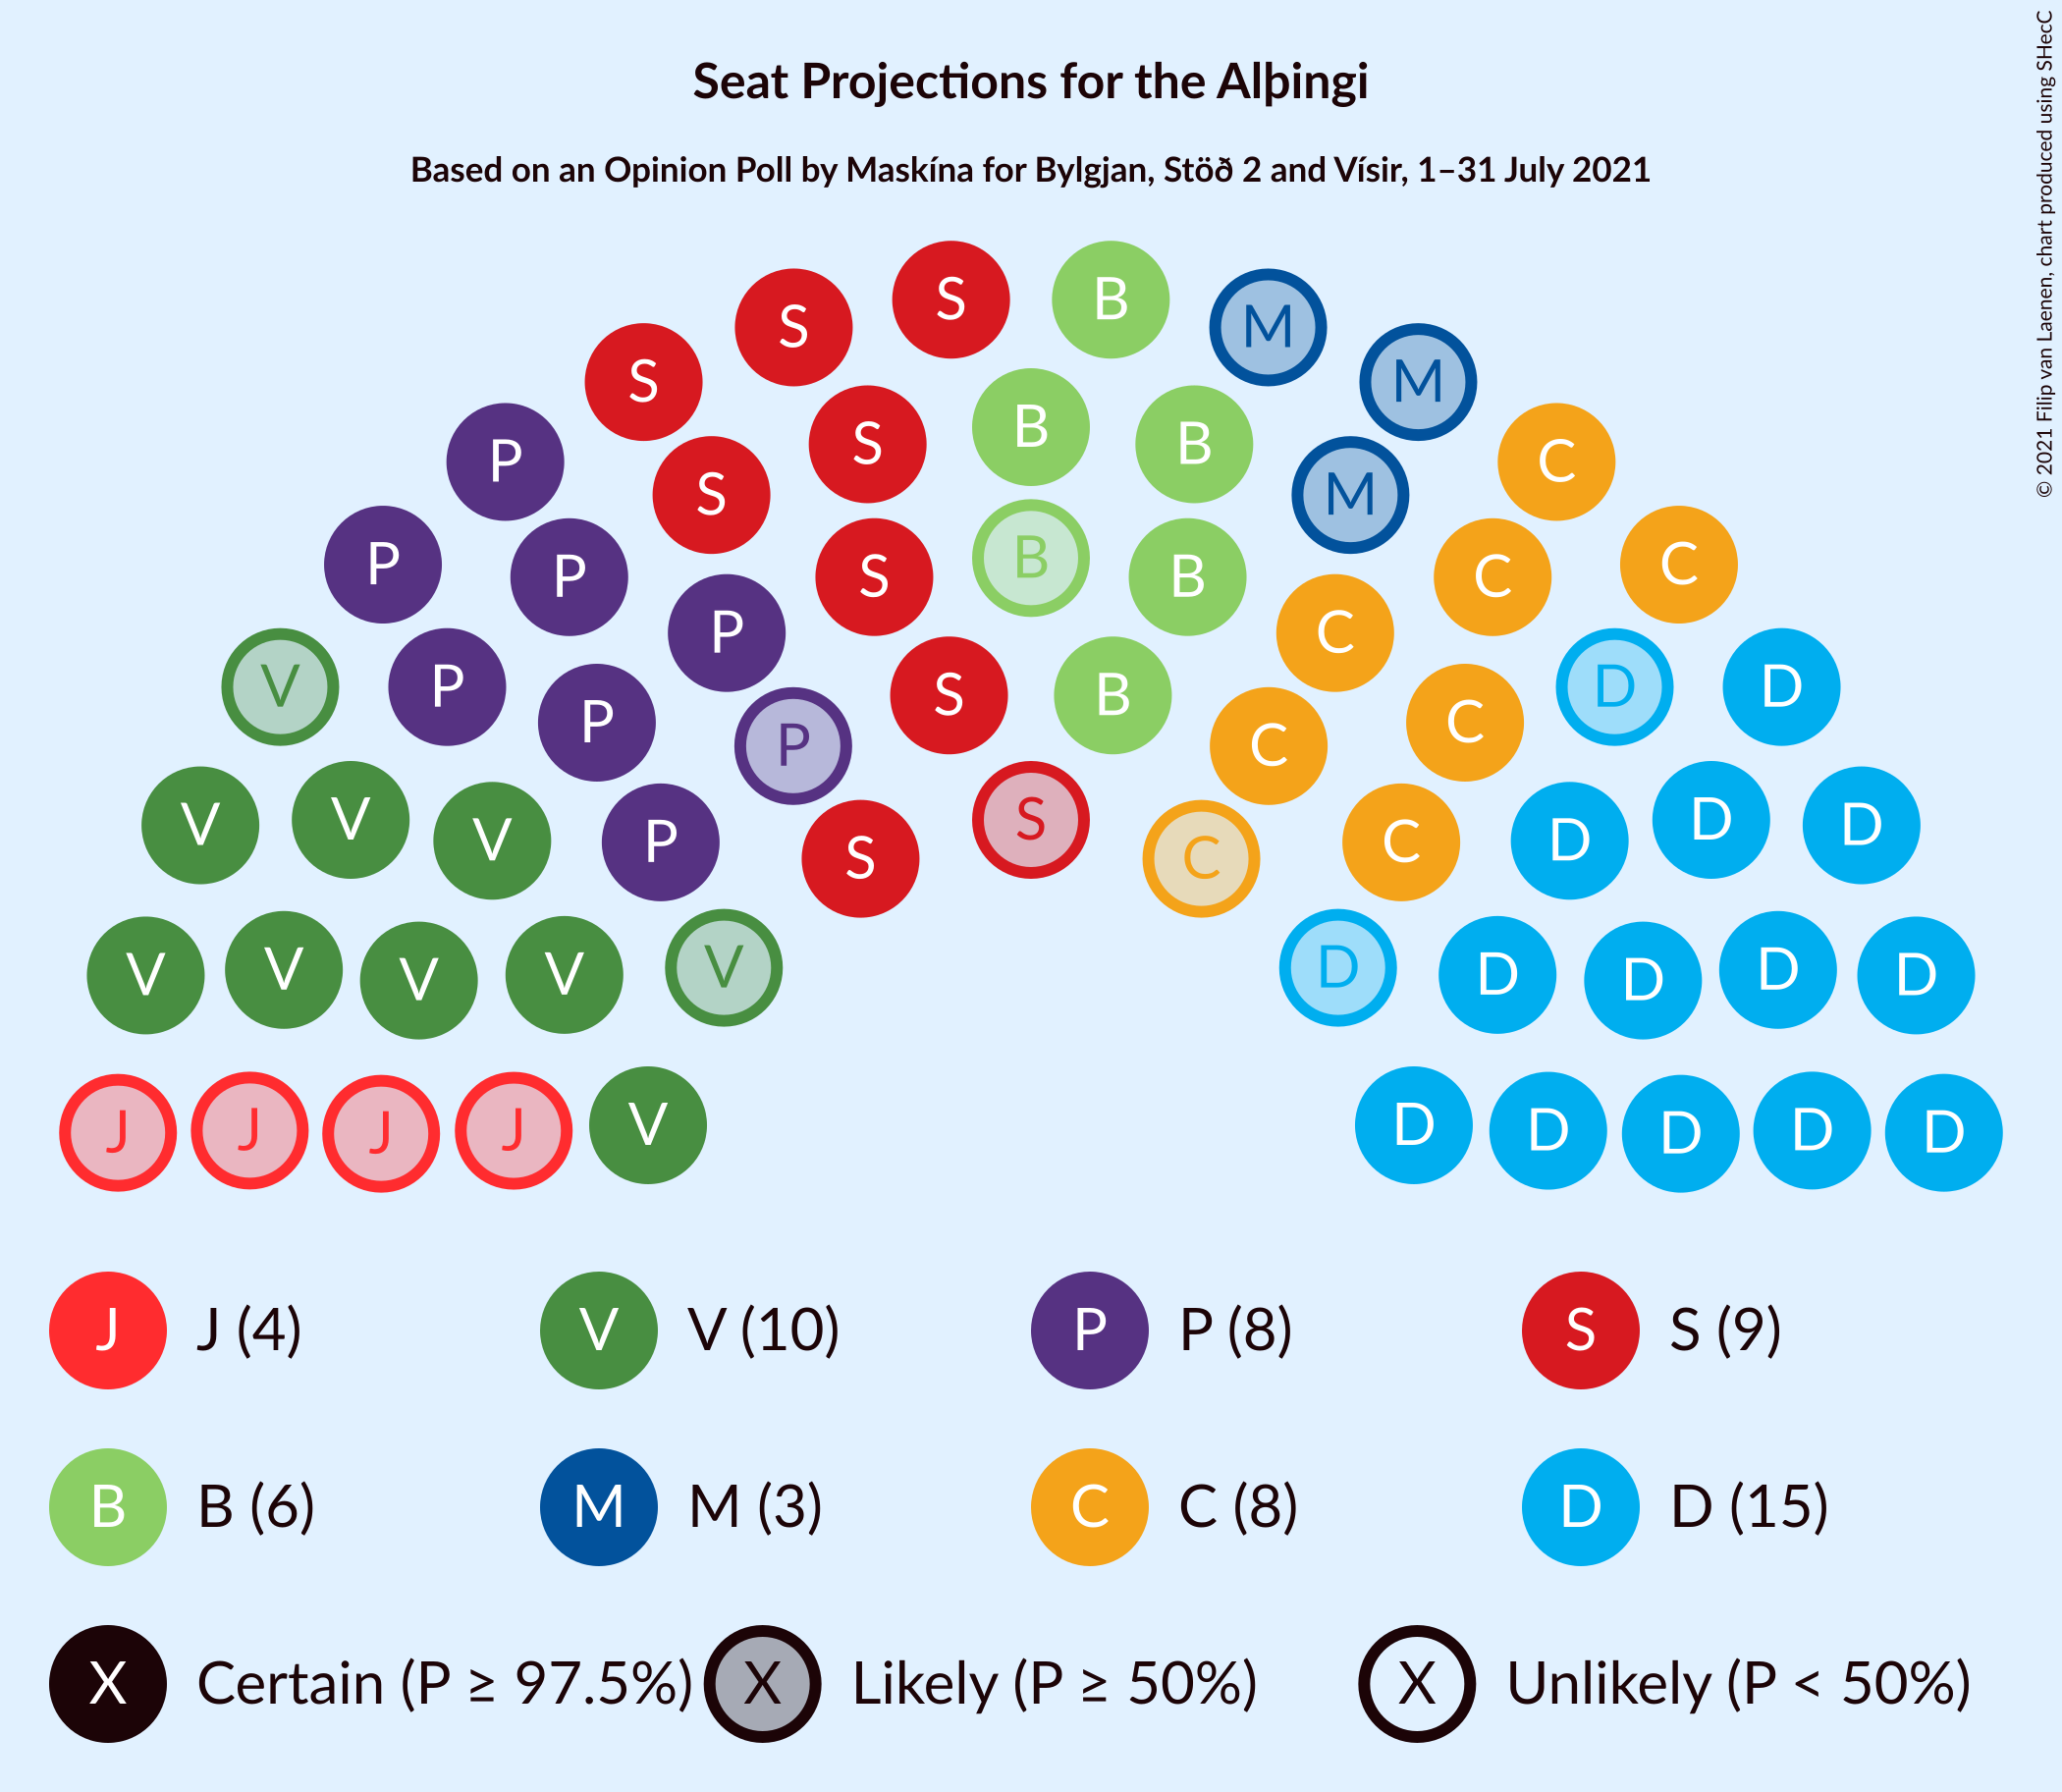 Seat Projections for the Alþingi
Based on an Opinion Poll by Maskína for Bylgjan, Stöð 2 and Vísir, 1–31 July 2021
© 2021 Filip van Laenen, chart produced using SHecC
S S B M
S M
P S B B C
S M
P P S B B C C
P P S B C C
V P P P C C D D
V V V P S S C C D D D
V V V V V D D D D D
J J J J V D D D D D
J J (4) V V (10) P P (8) S S (9)
B B (6) M M (3) C C (8) D D (15)
X Certain (P ≥ 97.5%) X Likely (P ≥ 50%) X Unlikely (P < 50%)